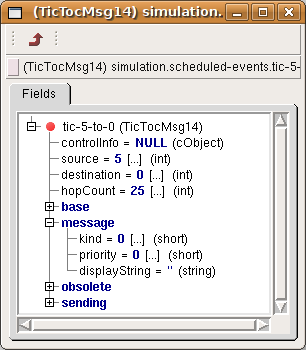 (TicTocMsg14) simulation.
(TicTocMsg14) simulation.scheduled-events.tic-5-
Fields
tic-5-to-0 (TicTocMsg14)
controlInfo = NULL (cObject)
source = 5 [...] (int)
destination = 0 [...] (int)
hopCount = 25 [...] (int)
base
message
kind = 0 [...] (short)
priority = 0 [...] (short)
displayString = '' (string)
obsolete
sending